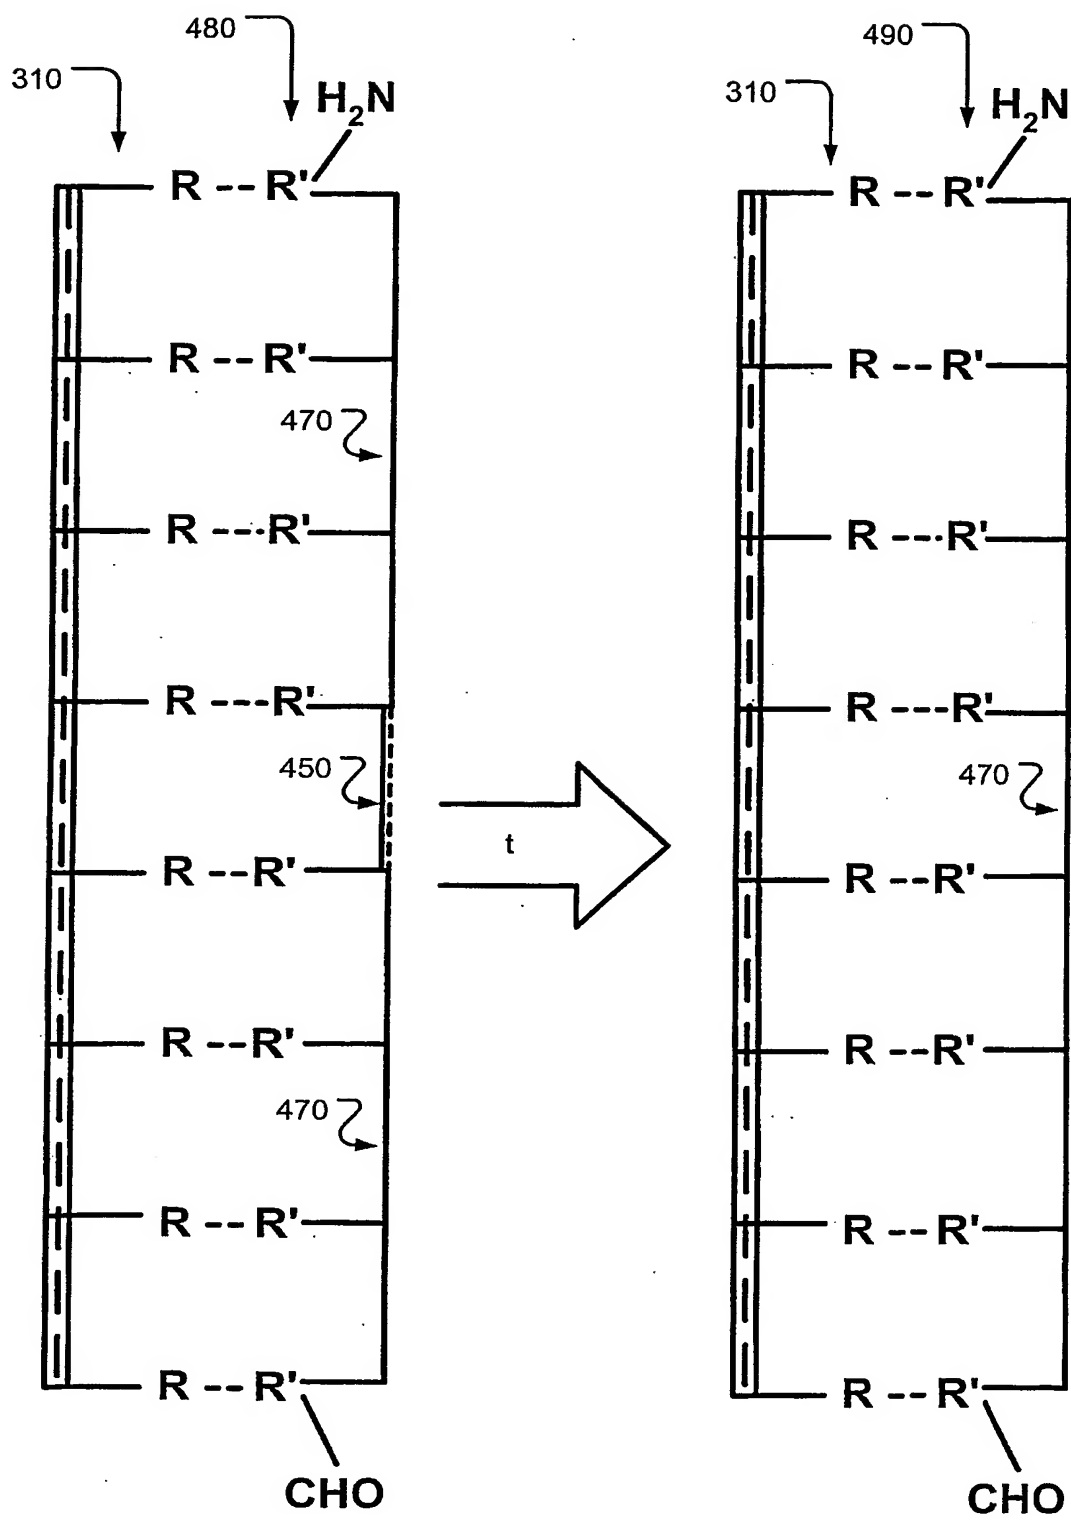 480
490
310
310
H₂N
H₂N
R -- R'
R -- R'
R -- R'
R -- R'
470
R --- R'
R --- R'
R --- R'
R --- R'
450
470
t
R -- R'
R -- R'
R -- R'
R -- R'
470
R -- R'
R -- R'
R -- R'
R -- R'
CHO
CHO